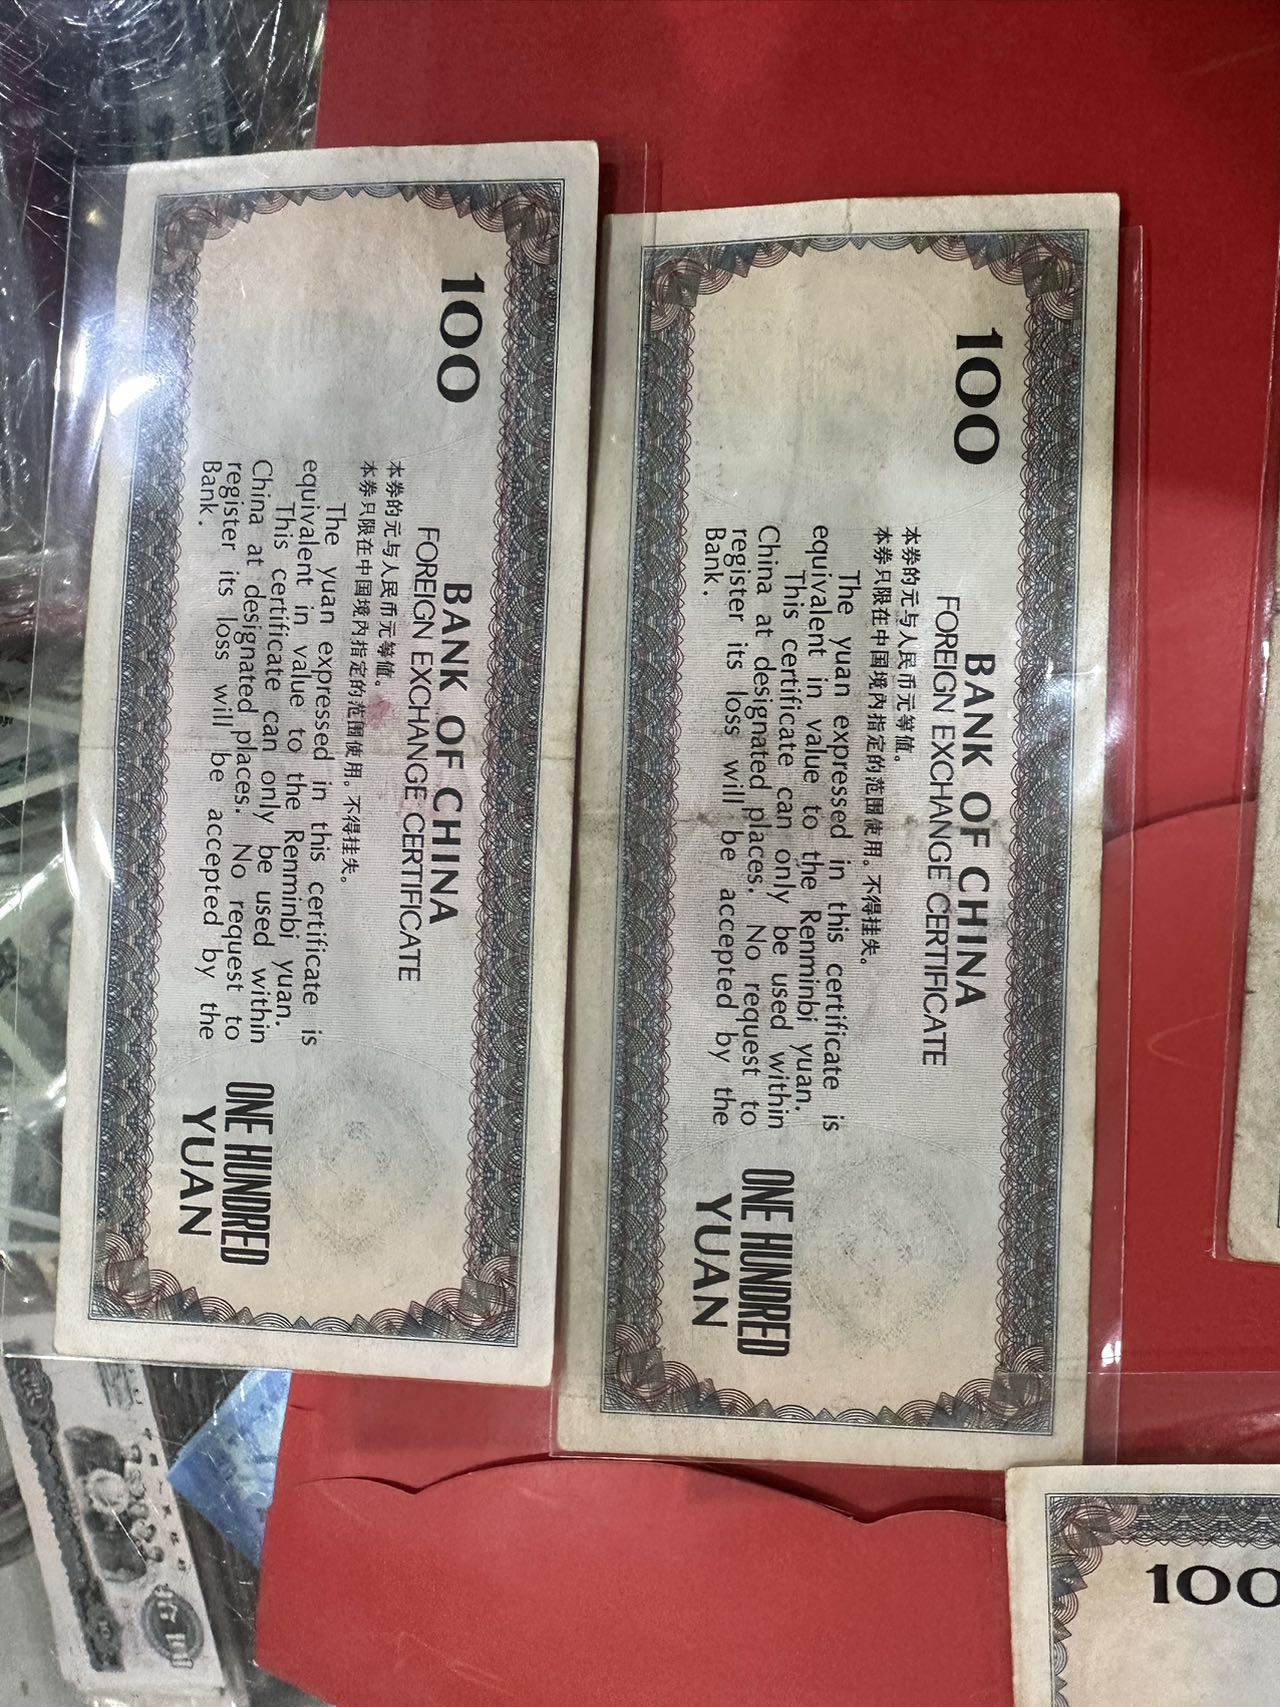 100
BANK OF CHINA
FOREIGN EXCHANGE CERTIFICATE
本券的元与人民币元等值。
本券只限在中国境内指定的范围使用。不得挂失。
The yuan expressed in this certificate is
equivalent in value to the Renminbi yuan.
This certificate can only be used within
China at designated places. No request to
register its loss will be accepted by the
Bank.
ONE HUNDRED
YUAN
100
BANK OF CHINA
FOREIGN EXCHANGE CERTIFICATE
本券的元与人民币元等值。
本券只限在中国境内指定的范围使用。不得挂失。
The yuan expressed in this certificate is
equivalent in value to the Renminbi yuan.
This certificate can only be used within
China at designated places. No request to
register its loss will be accepted by the
Bank.
ONE HUNDRED
YUAN
100